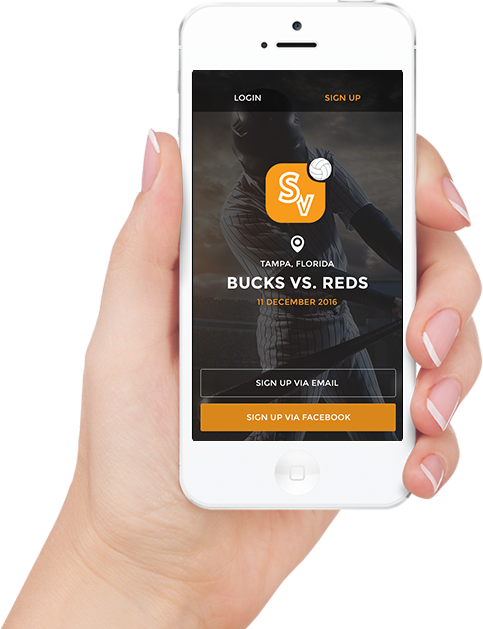 LOGIN
SIGN UP
SV
TAMPA, FLORIDA
BUCKS VS. REDS
11 DECEMBER 2016
SIGN UP VIA EMAIL
SIGN UP VIA FACEBOOK